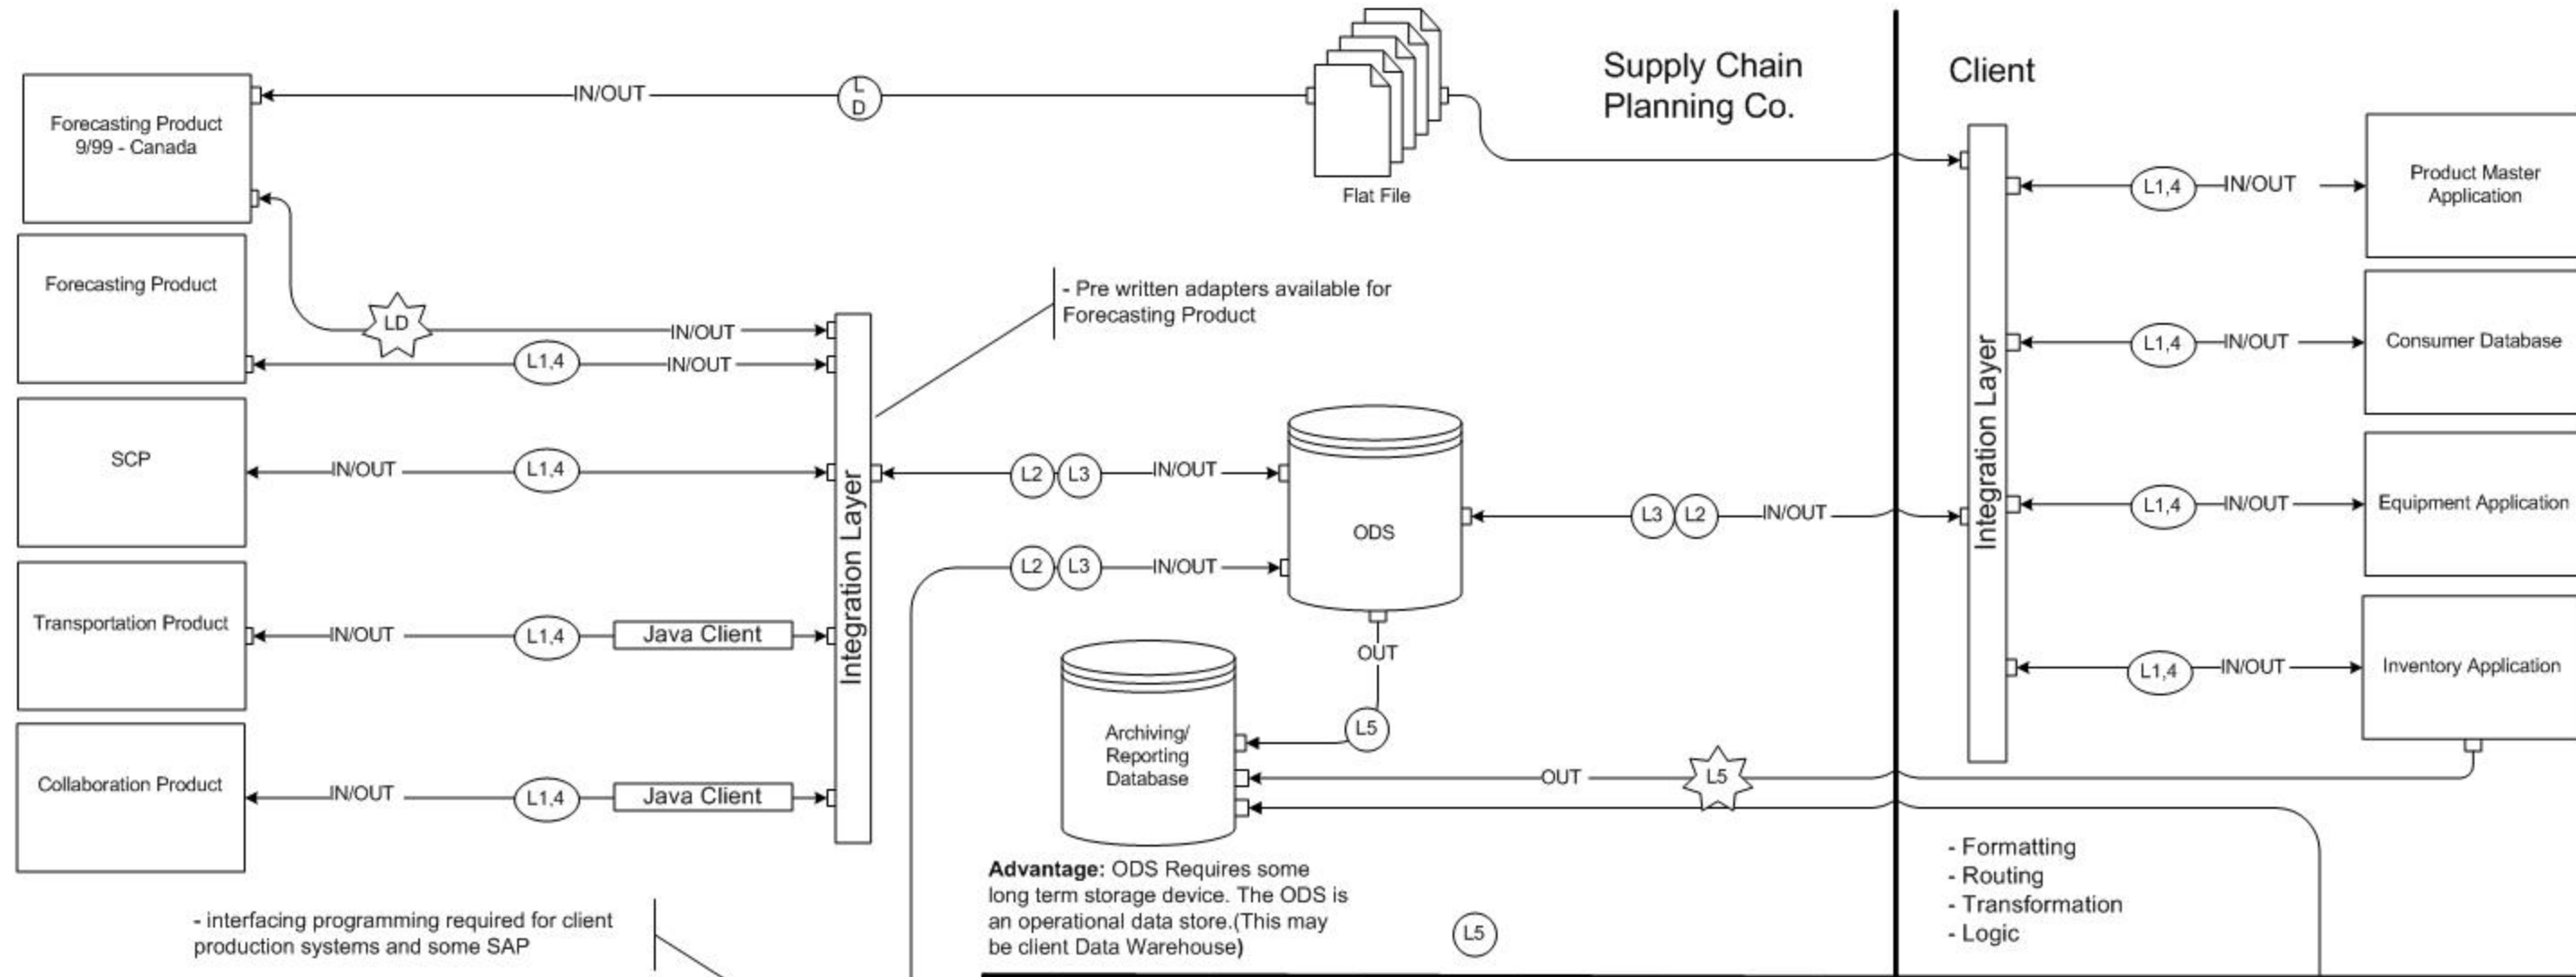 Supply Chain
Planning Co.
Client
Forecasting Product
9/99 - Canada
IN/OUT
L
D
Flat File
L1,4
IN/OUT
Product Master
Application
Forecasting Product
- Pre written adapters available for
Forecasting Product
LD
IN/OUT
L1,4
IN/OUT
L1,4
IN/OUT
Consumer Database
SCP
IN/OUT
L1,4
Integration Layer
L2
L3
IN/OUT
ODS
L3
L2
IN/OUT
Integration Layer
L1,4
IN/OUT
Equipment Application
L2
L3
IN/OUT
Transportation Product
IN/OUT
L1,4
Java Client
OUT
L1,4
IN/OUT
Inventory Application
Archiving/
Reporting
Database
L5
Collaboration Product
IN/OUT
L1,4
Java Client
OUT
L5
Advantage: ODS Requires some
long term storage device. The ODS is
an operational data store.(This may
be client Data Warehouse)
L5
- Formatting
- Routing
- Transformation
- Logic
- interfacing programming required for client
production systems and some SAP